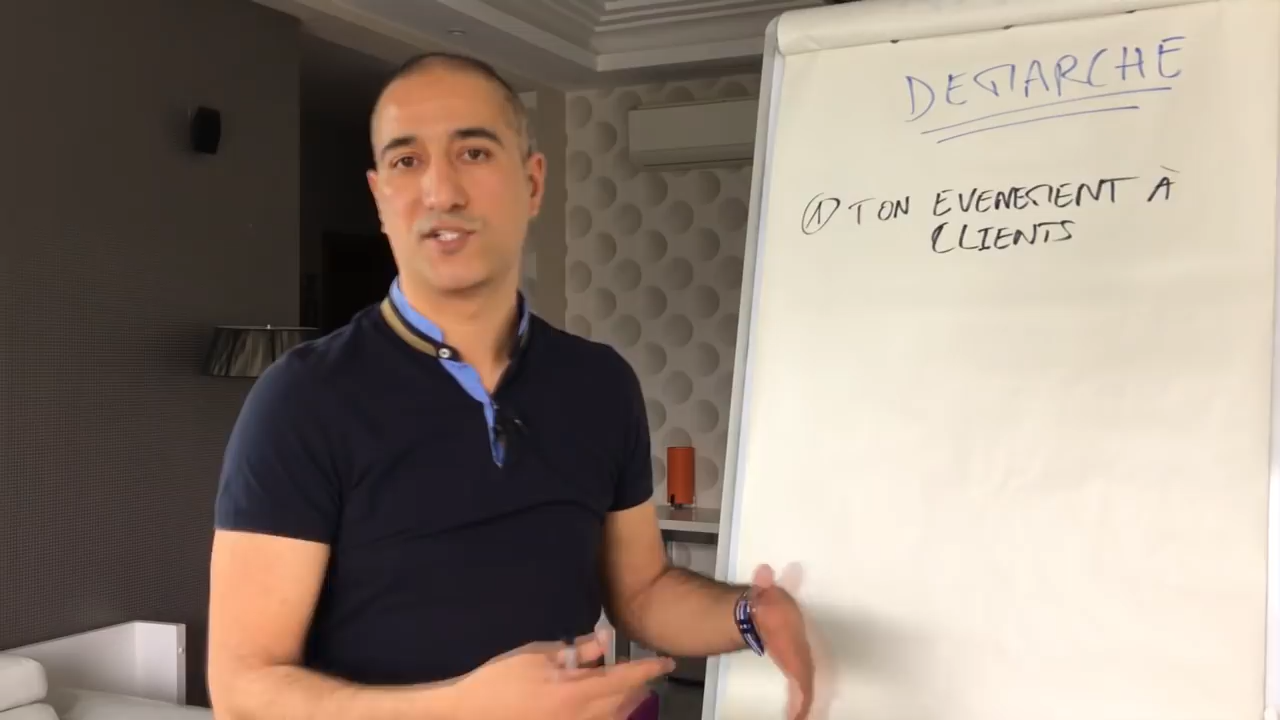 DEMARCHE
① TON EVENEMENT À
CLIENTS